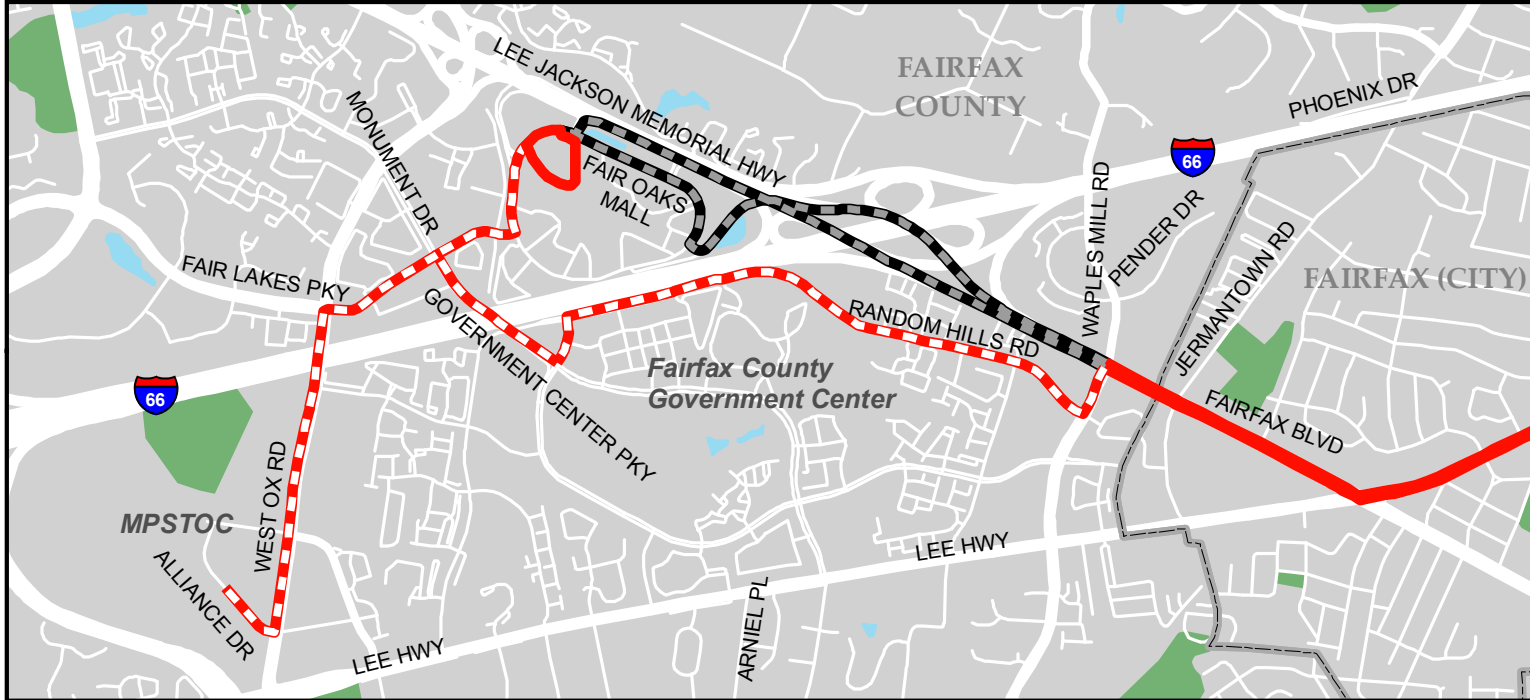 LEE JACKSON MEMORIAL HWY
FAIRFAX
COUNTY
PHOENIX DR
MONUMENT DR
66
FAIR OAKS
MALL
WAPLES MILL RD
PENDER DR
JERMANTOWN RD
FAIRFAX (CITY)
FAIR LAKES PKY
GOVERNMENT CENTER PKY
RANDOM HILLS RD
Fairfax County
Government Center
66
FAIRFAX BLVD
WEST OX RD
MPSTOC
ALLIANCE DR
LEE HWY
ARNIEL PL
LEE HWY